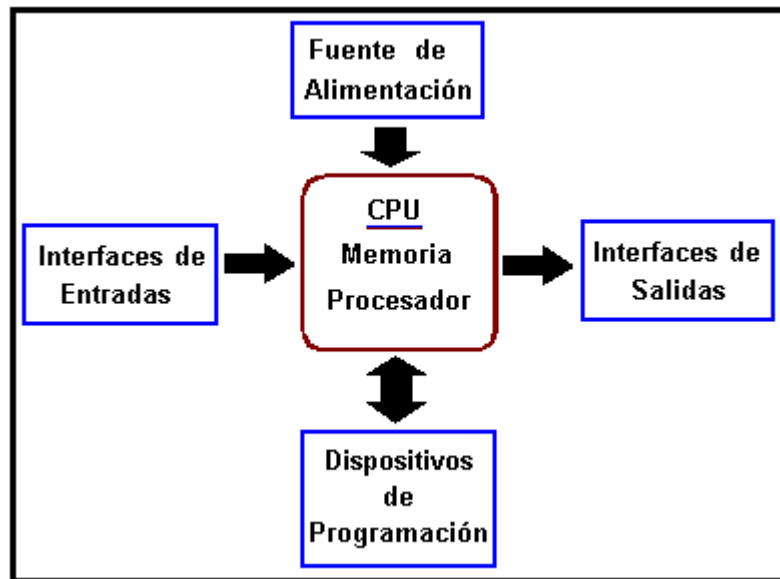 Fuente de
Alimentación
CPU
Memoria
Procesador
Interfaces de
Entradas
Interfaces de
Salidas
Dispositivos
de
Programación